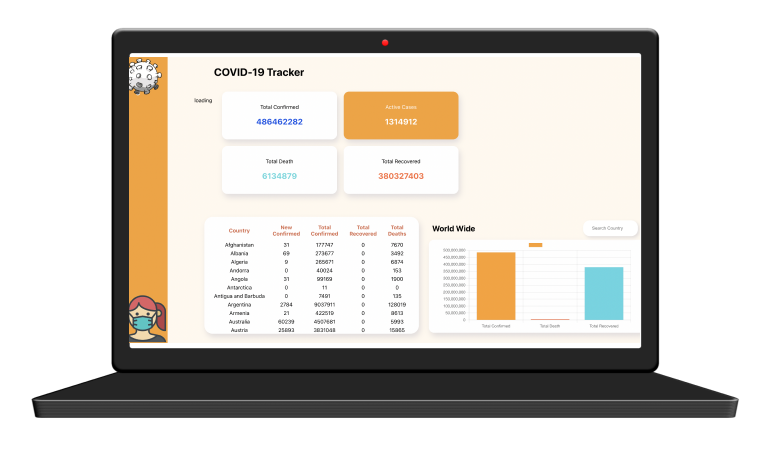 COVID-19 Tracker
loading
Total Confirmed
486462282
Active Cases
1314912
Total Death
6134879
Total Recovered
380327403
Country New Confirmed Total Confirmed Total Recovered Total Deaths
Afghanistan 31 177747 0 7670
Albania 69 273677 0 3492
Algeria 9 265671 0 6874
Andorra 0 40024 0 153
Angola 31 99169 0 1900
Antarctica 0 11 0 0
Antigua and Barbuda 0 7491 0 135
Argentina 2784 9037911 0 128019
Armenia 21 422519 0 8613
Australia 60239 4507681 0 5993
Austria 25893 3831048 0 15865
World Wide
Search Country
500,000,000
450,000,000
400,000,000
350,000,000
300,000,000
250,000,000
200,000,000
150,000,000
100,000,000
50,000,000
0
Total Confirmed Total Death Total Recovered